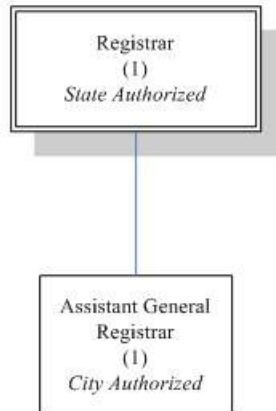 Registrar
(1)
State Authorized
Assistant General
Registrar
(1)
City Authorized